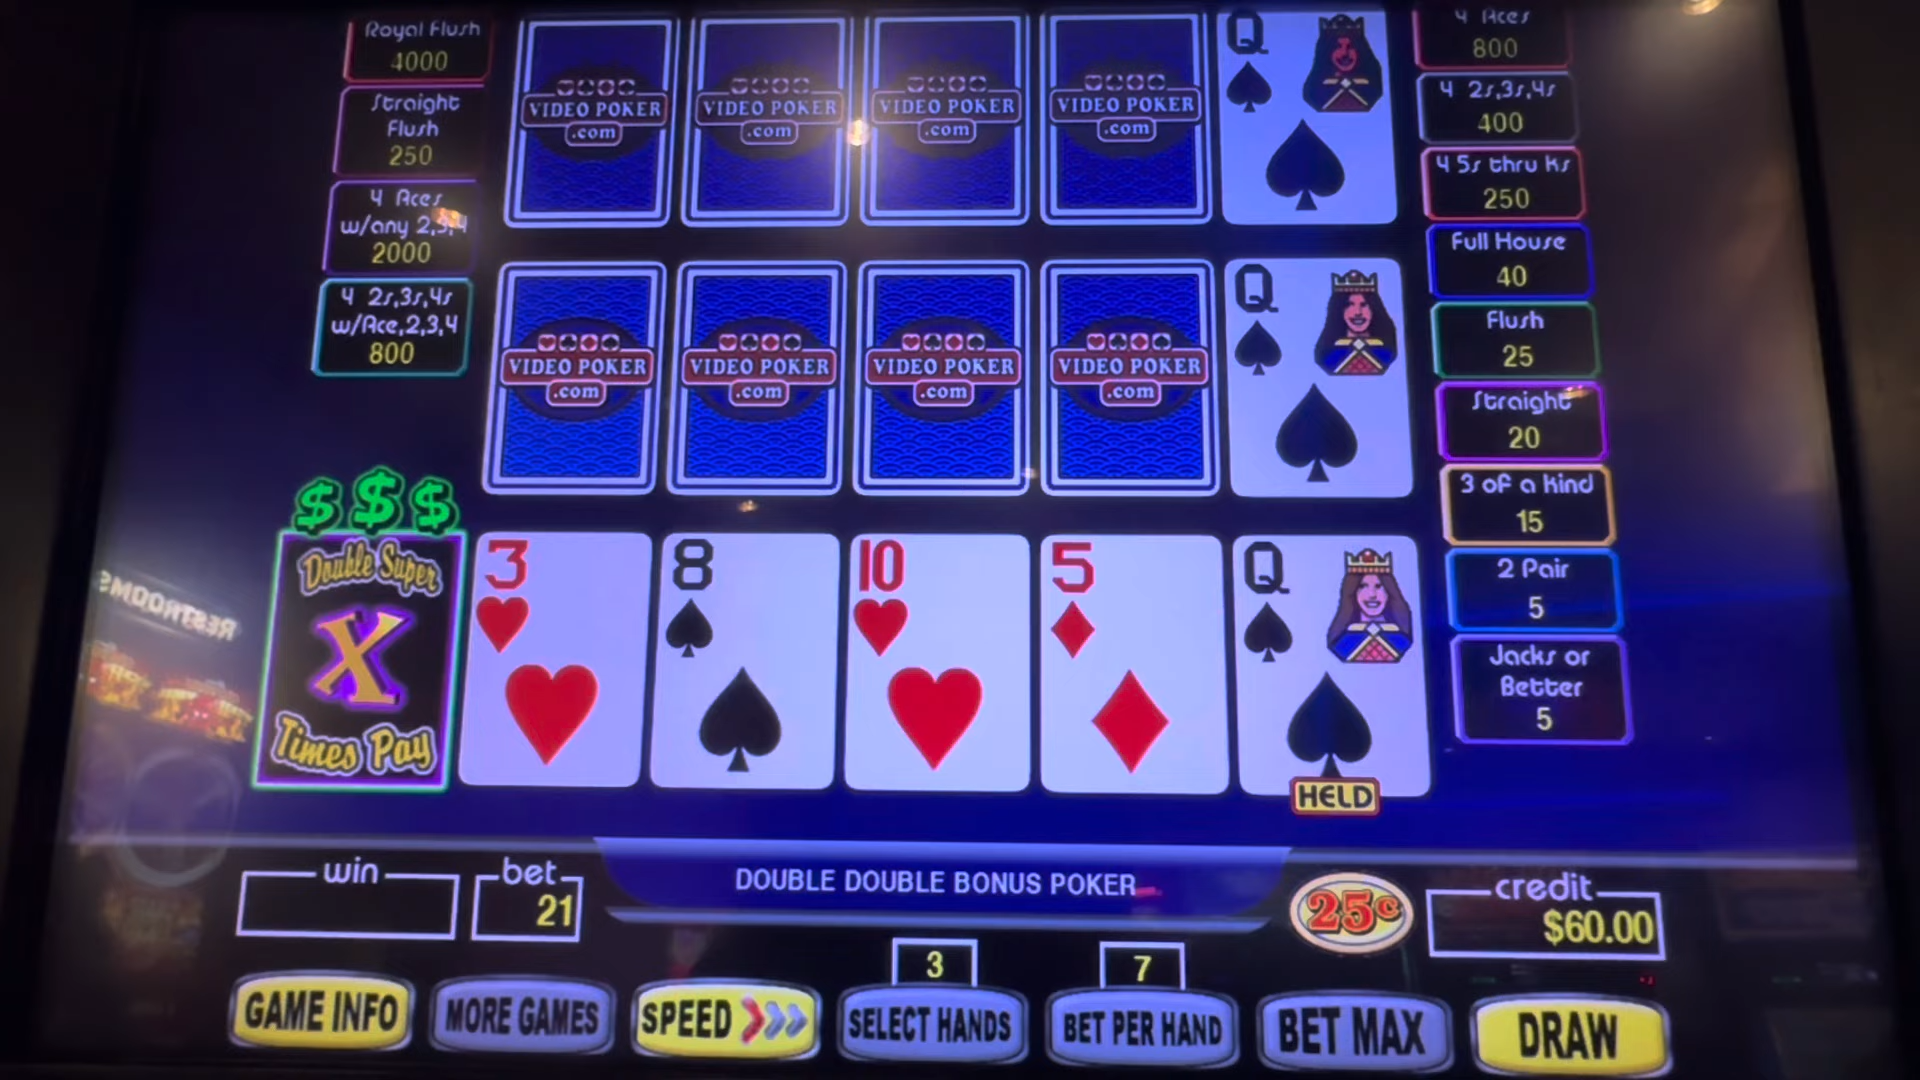 Royal Flush
4000
Straight
Flush
250
4 Aces
w/any 2,3,4
2000
4 2s,3s,4s
w/Ace,2,3,4
800
VIDEO POKER
.com
VIDEO POKER
.com
VIDEO POKER
.com
VIDEO POKER
.com
Q
VIDEO POKER
.com
VIDEO POKER
.com
VIDEO POKER
.com
VIDEO POKER
.com
Q
4 Aces
800
4 2s,3s,4s
400
4 5s thru Ks
250
Full House
40
Flush
25
Straight
20
3 of a Kind
15
2 Pair
5
Jacks or
Better
5
RESTROOMS
$ $ $
Double Super
X
Times Pay
3
8
10
5
Q
HELD
win
bet
21
DOUBLE DOUBLE BONUS POKER
25¢
credit
$60.00
3
7
GAME INFO
MORE GAMES
SPEED
SELECT HANDS
BET PER HAND
BET MAX
DRAW